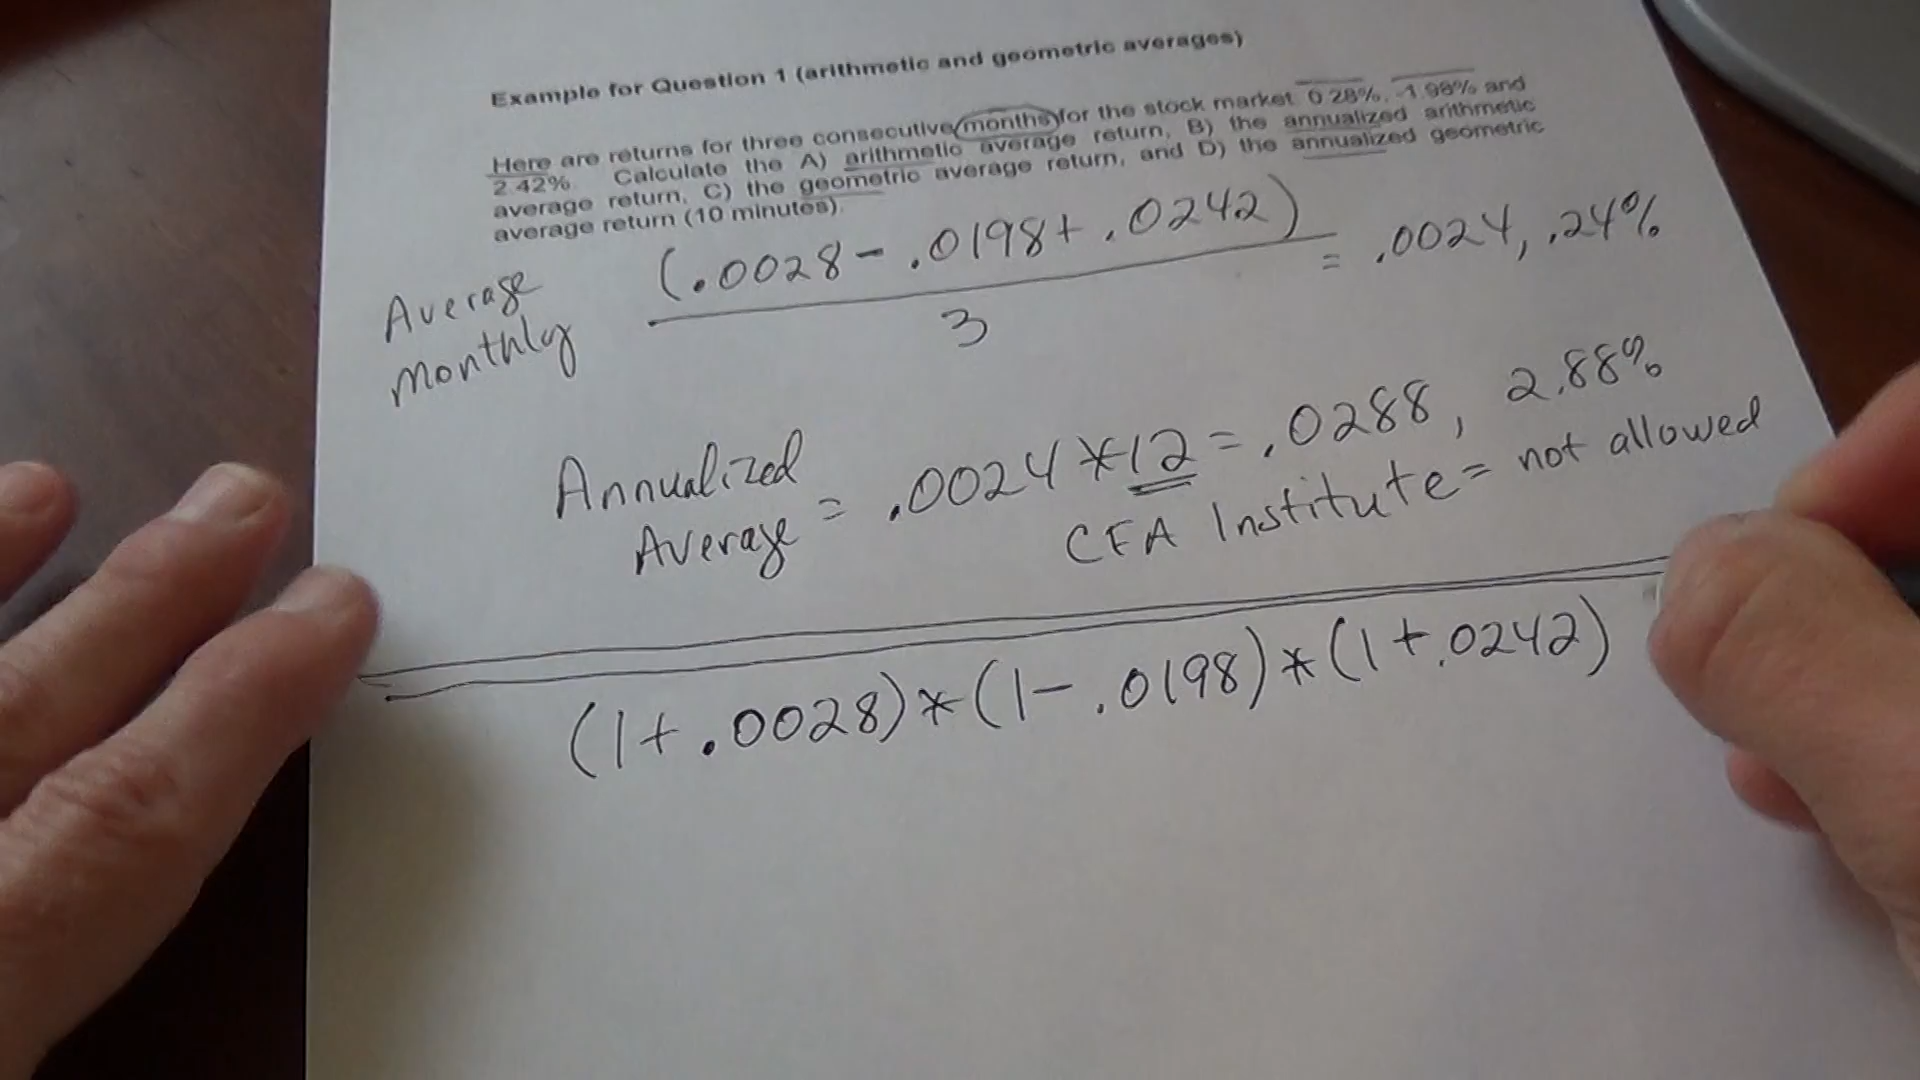 Example for Question 1 (arithmetic and geometric averages)
Here are returns for three consecutive months for the stock market 0.28%, -1.98% and
2.42%. Calculate the A) arithmetic average return, B) the annualized arithmetic
average return, C) the geometric average return, and D) the annualized geometric
average return (10 minutes).
(.0028 - .0198 + .0242)
= .0024, .24%
3
Average
monthly
Annualized
Average = .0024 * 12 = .0288, 2.88%
CFA Institute = not allowed
(1 + .0028) * (1 - .0198) * (1 + .0242)